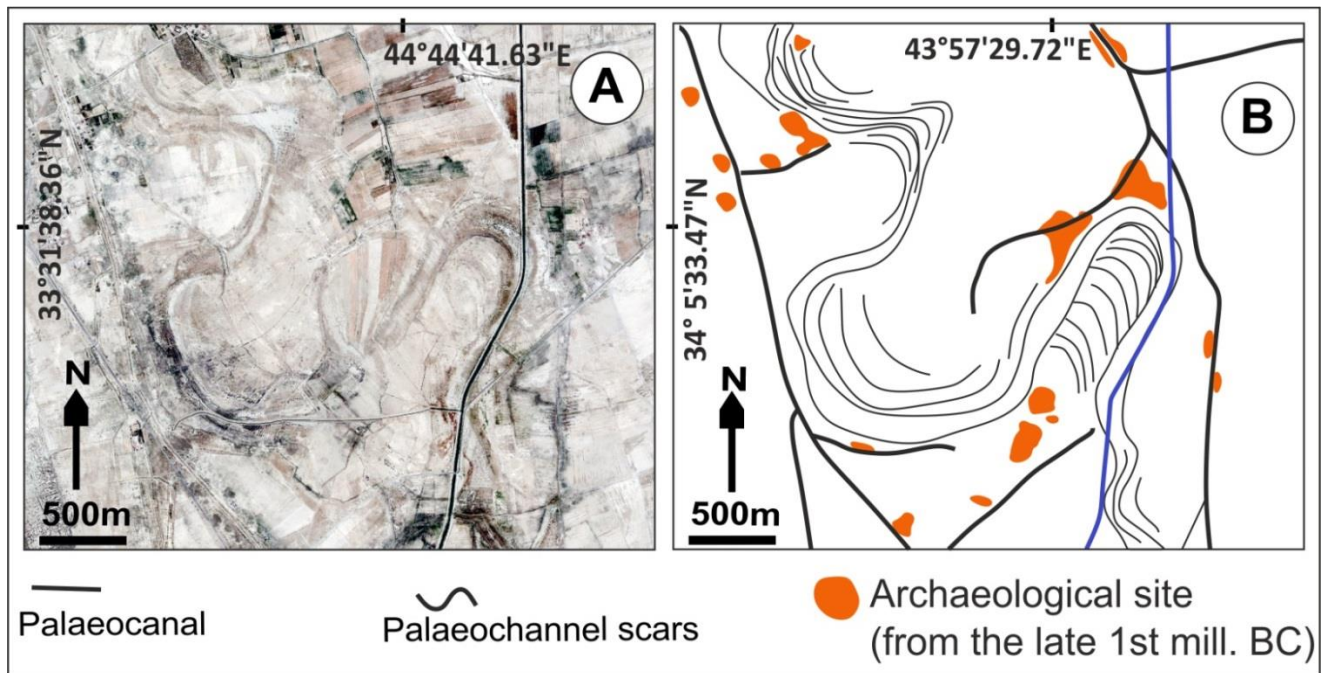 44°44'41.63"E
A
33°31'38.36"N
N
500m
43°57'29.72"E
B
34° 5'33.47"N
N
500m
Palaeocanal
Palaeochannel scars
Archaeological site
(from the late 1st mill. BC)